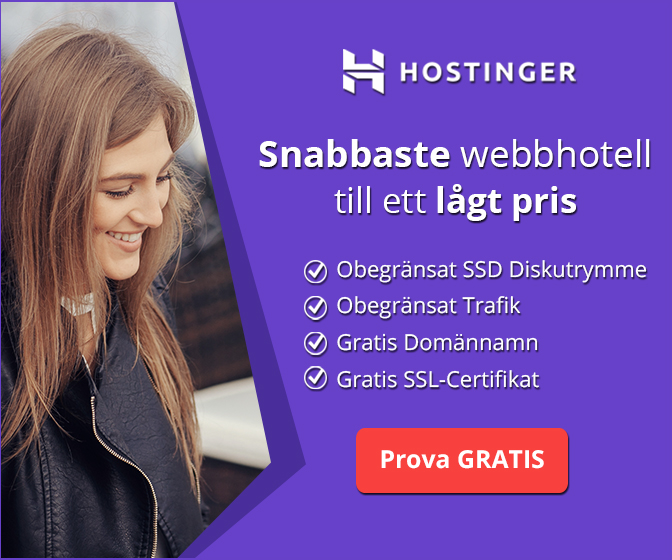 HOSTINGER
Snabbaste webbhotell
till ett lågt pris
Obegränsat SSD Diskutrymme
Obegränsat Trafik
Gratis Domännamn
Gratis SSL-Certifikat
Prova GRATIS